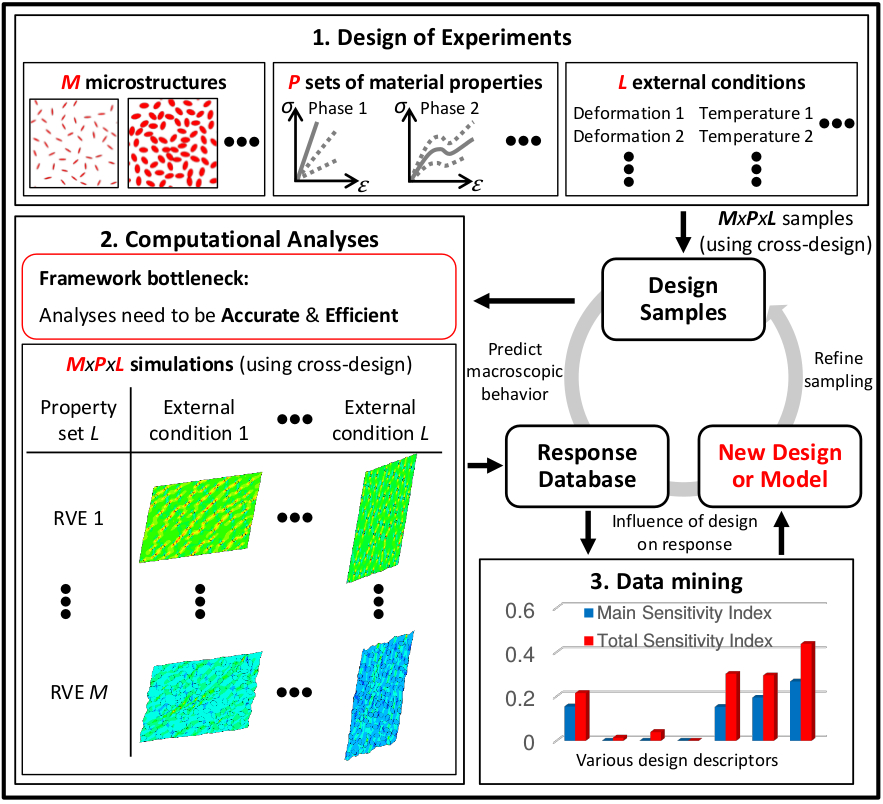 1. Design of Experiments
M microstructures
P sets of material properties
σ
Phase 1
ε
σ
Phase 2
ε
L external conditions
Deformation 1 Temperature 1
Deformation 2 Temperature 2
MxPxL samples
(using cross-design)
2. Computational Analyses
Framework bottleneck:
Analyses need to be Accurate & Efficient
MxPxL simulations (using cross-design)
Property
set L
External
condition 1
External
condition L
RVE 1
RVE M
Design
Samples
Predict
macroscopic
behavior
Refine
sampling
Response
Database
New Design
or Model
Influence of design
on response
3. Data mining
Main Sensitivity Index
Total Sensitivity Index
0.6
0.4
0.2
0
Various design descriptors